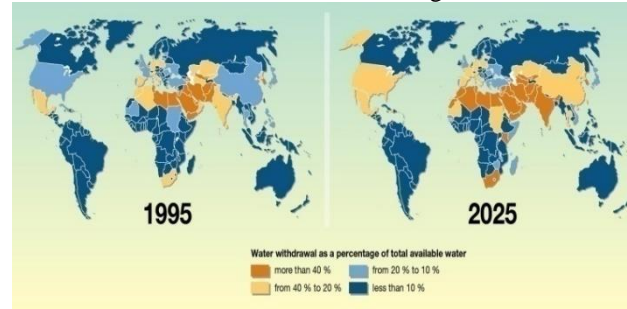 1995
2025
Water withdrawal as a percentage of total available water
more than 40 %
from 20 % to 10 %
from 40 % to 20 %
less than 10 %